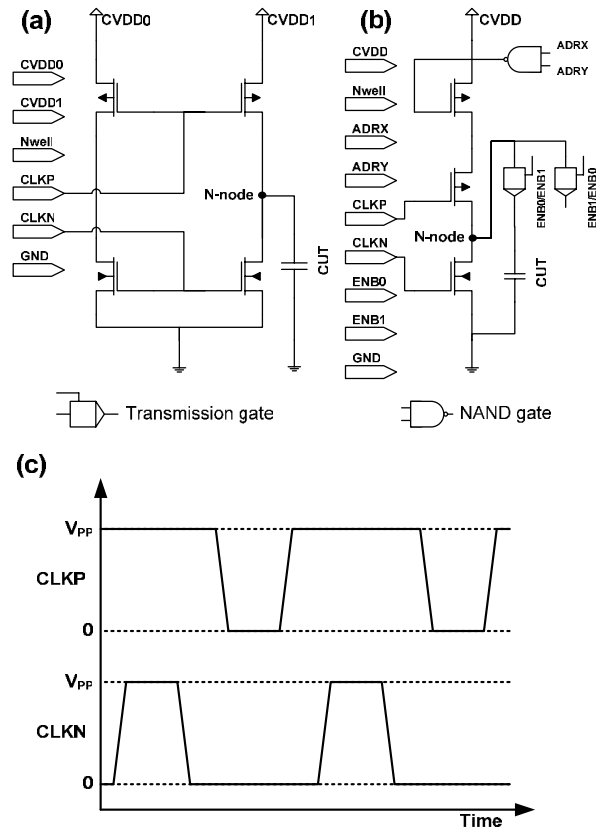 (a)
CVDD0
CVDD1
CVDD0
CVDD1
Nwell
CLKP
CLKN
GND
N-node
CUT
(b)
CVDD
ADRX
ADRY
CVDD
Nwell
ADRX
ADRY
CLKP
CLKN
ENB0
ENB1
GND
N-node
ENB0/ENB1
ENB1/ENB0
CUT
Transmission gate
NAND gate
(c)
VPP
CLKP
0
VPP
CLKN
0
Time